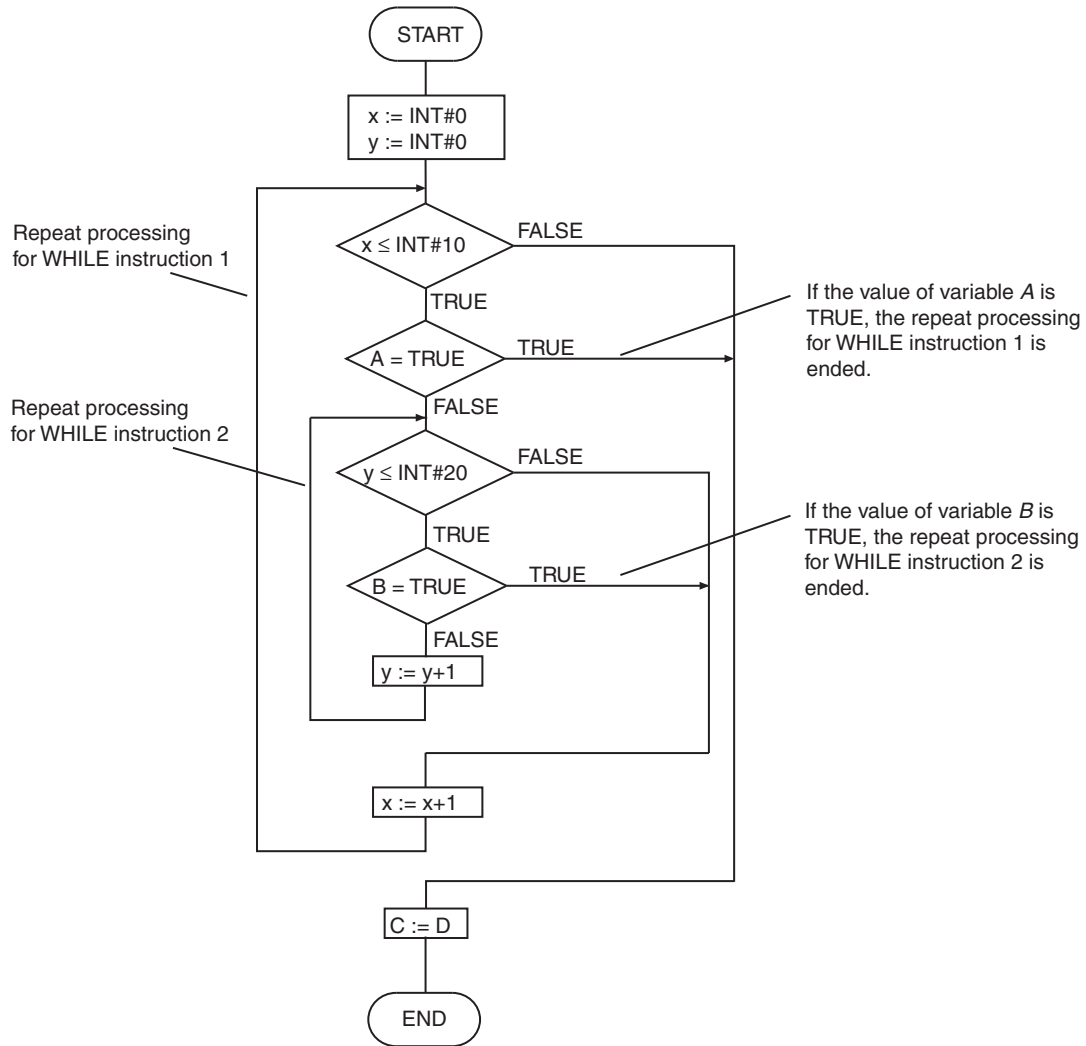 START
x := INT#0
y := INT#0
Repeat processing
for WHILE instruction 1
x ≤ INT#10
FALSE
TRUE
If the value of variable A is
TRUE, the repeat processing
for WHILE instruction 1 is
ended.
A = TRUE
TRUE
FALSE
Repeat processing
for WHILE instruction 2
y ≤ INT#20
FALSE
TRUE
If the value of variable B is
TRUE, the repeat processing
for WHILE instruction 2 is
ended.
B = TRUE
TRUE
FALSE
y := y+1
x := x+1
C := D
END